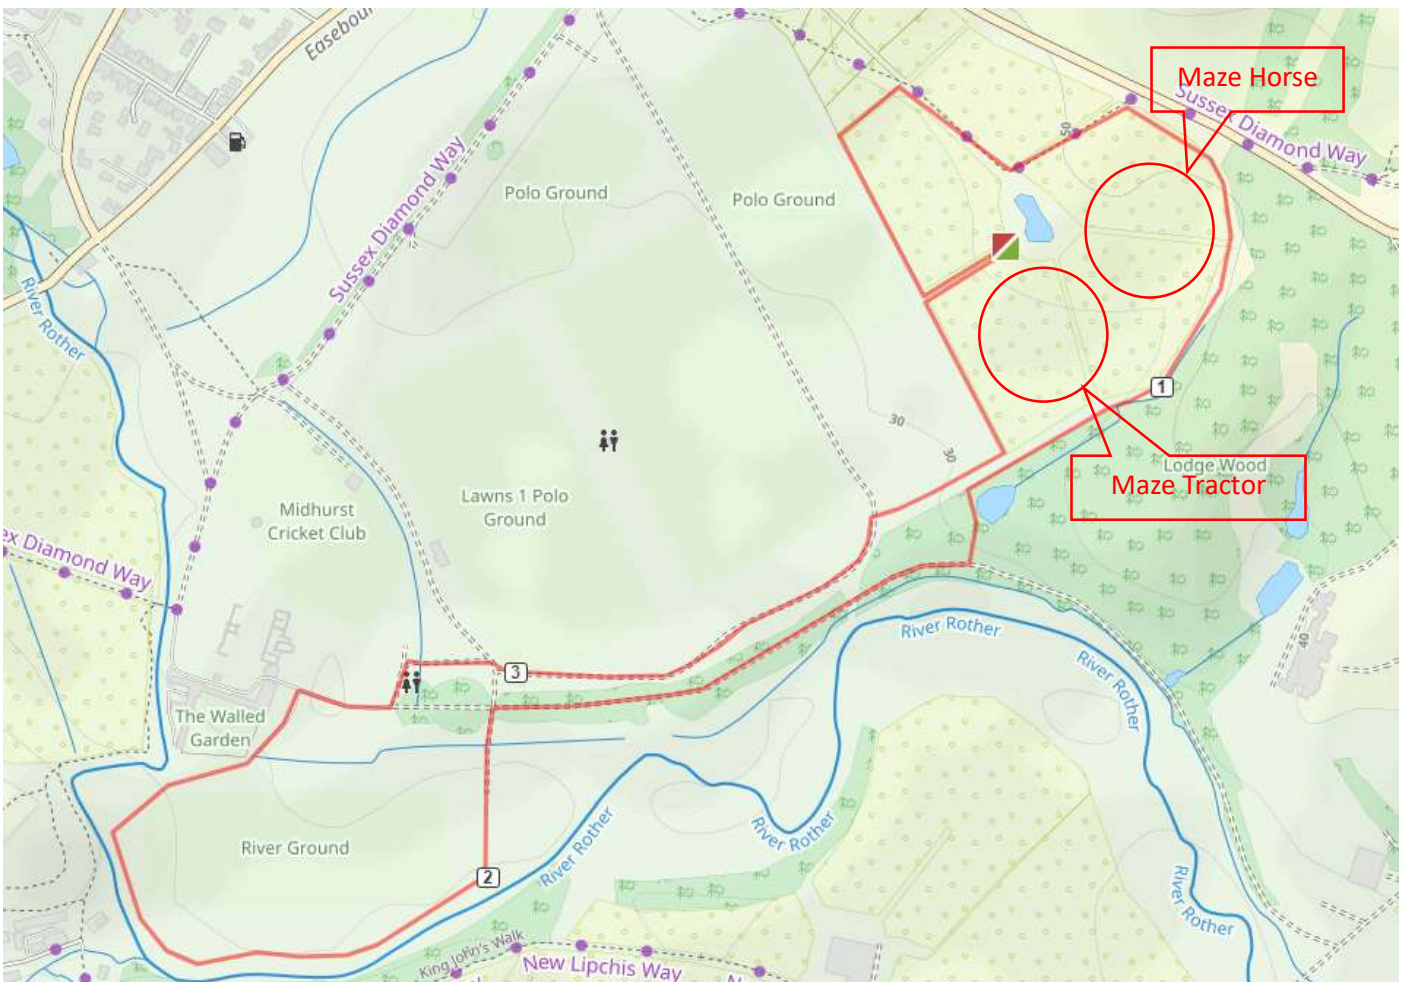 Easebour
Maze Horse
Sussex Diamond Way
50
Polo Ground
Polo Ground
Sussex Diamond Way
River Rother
30
30
1
Lodge Wood
Maze Tractor
Lawns 1 Polo
Ground
Midhurst
Cricket Club
ex Diamond Way
River Rother
40
River Rother
3
The Walled
Garden
River Rother
River Ground
River Rother
2
River Rother
King John's Walk
New Lipchis Way
N